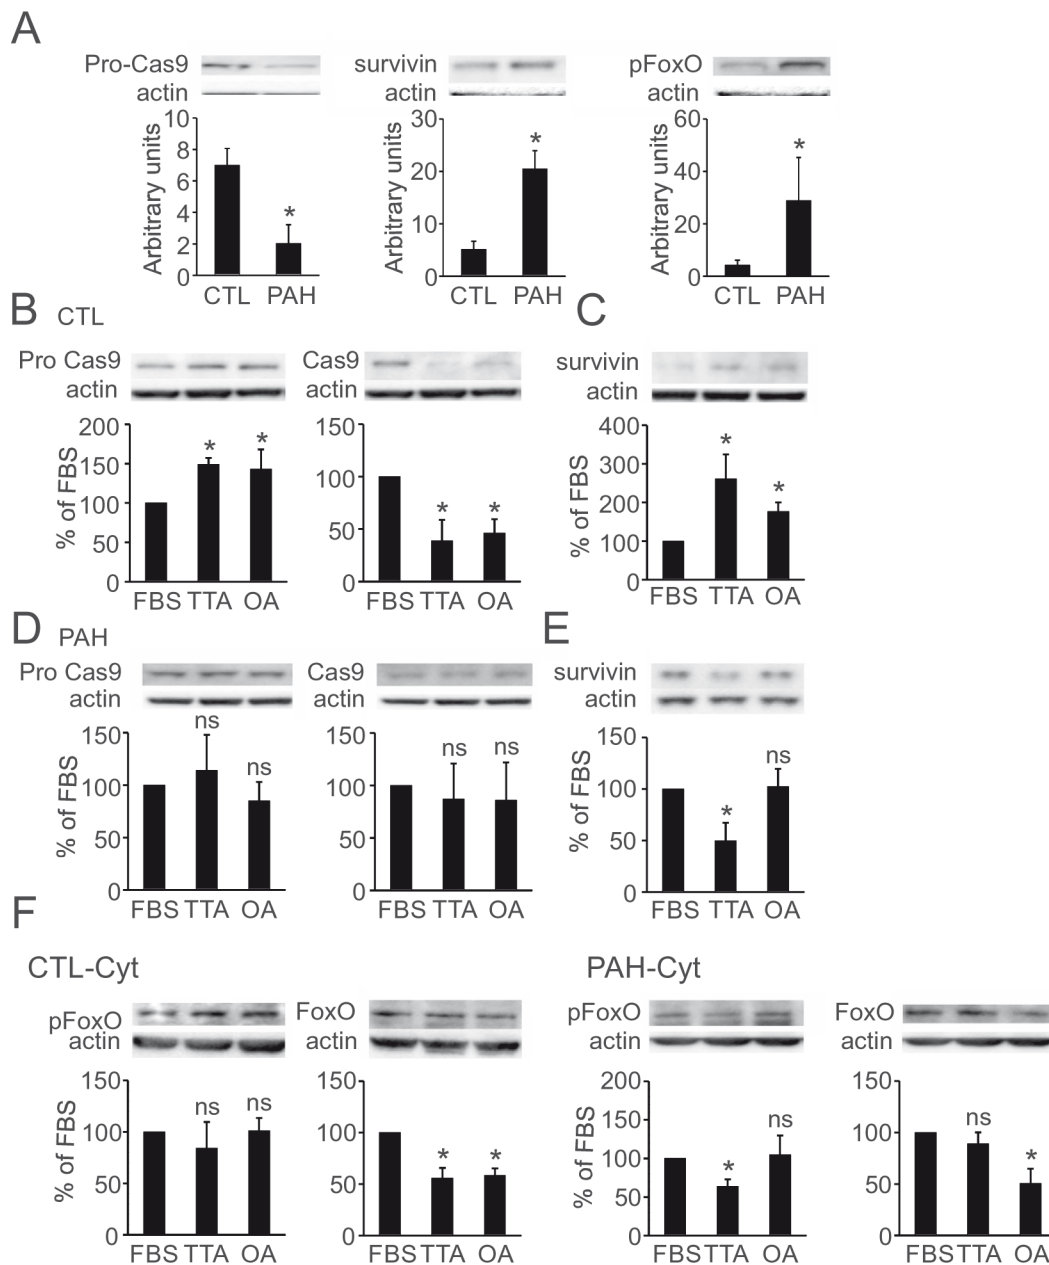 A
Pro-Cas9
actin
Arbitrary units
10
8
6
4
2
0
*
CTL PAH
survivin
actin
Arbitrary units
30
20
10
0
*
CTL PAH
pFoxO
actin
Arbitrary units
60
40
20
0
*
CTL PAH
B CTL
Pro Cas9
actin
% of FBS
200
150
100
50
0
* *
FBS TTA OA
Cas9
actin
150
100
50
0
* *
FBS TTA OA
C
survivin
actin
% of FBS
400
300
200
100
0
*
*
FBS TTA OA
D PAH
Pro Cas9
actin
% of FBS
150
100
50
0
ns
ns
FBS TTA OA
Cas9
actin
150
100
50
0
ns ns
FBS TTA OA
E
survivin
actin
% of FBS
150
100
50
0
ns
*
FBS TTA OA
F
CTL-Cyt
pFoxO
actin
% of FBS
150
100
50
0
ns ns
FBS TTA OA
FoxO
actin
150
100
50
0
* *
FBS TTA OA
PAH-Cyt
pFoxO
actin
% of FBS
200
150
100
50
0
ns
*
FBS TTA OA
FoxO
actin
150
100
50
0
ns
*
FBS TTA OA